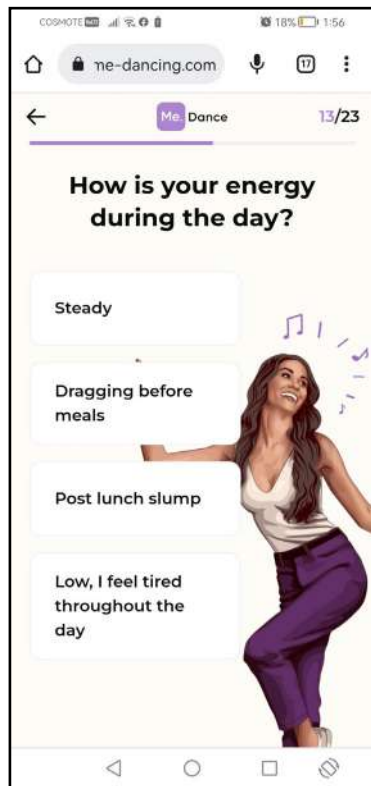 COSMOTE 18% 1:56
me-dancing.com 17
Me. Dance 13/23
How is your energy
during the day?
Steady
Dragging before
meals
Post lunch slump
Low, I feel tired
throughout the
day